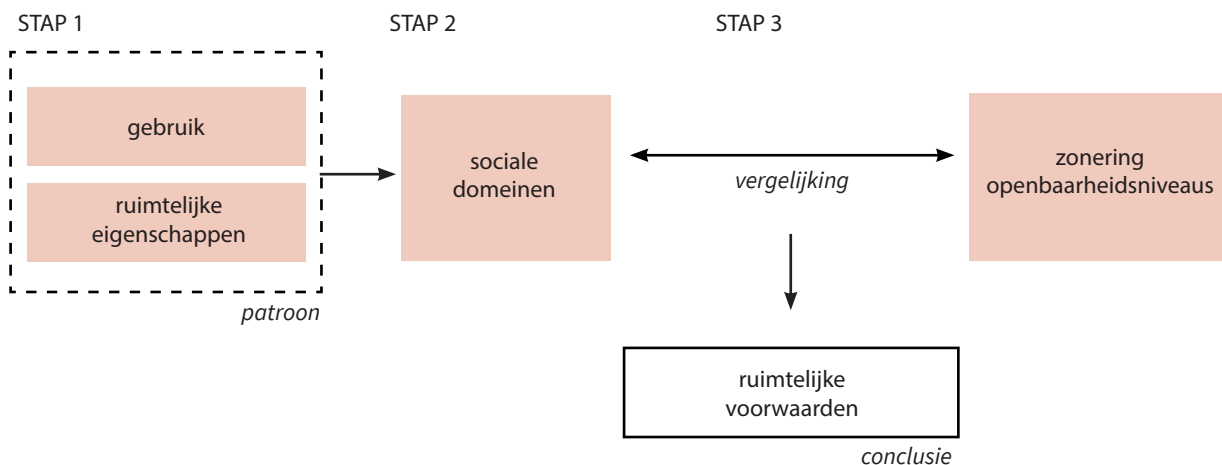 STAP 1
STAP 2
STAP 3
gebruik
ruimtelijke
eigenschappen
patroon
sociale
domeinen
vergelijking
zonering
openbaarheidsniveaus
ruimtelijke
voorwaarden
conclusie